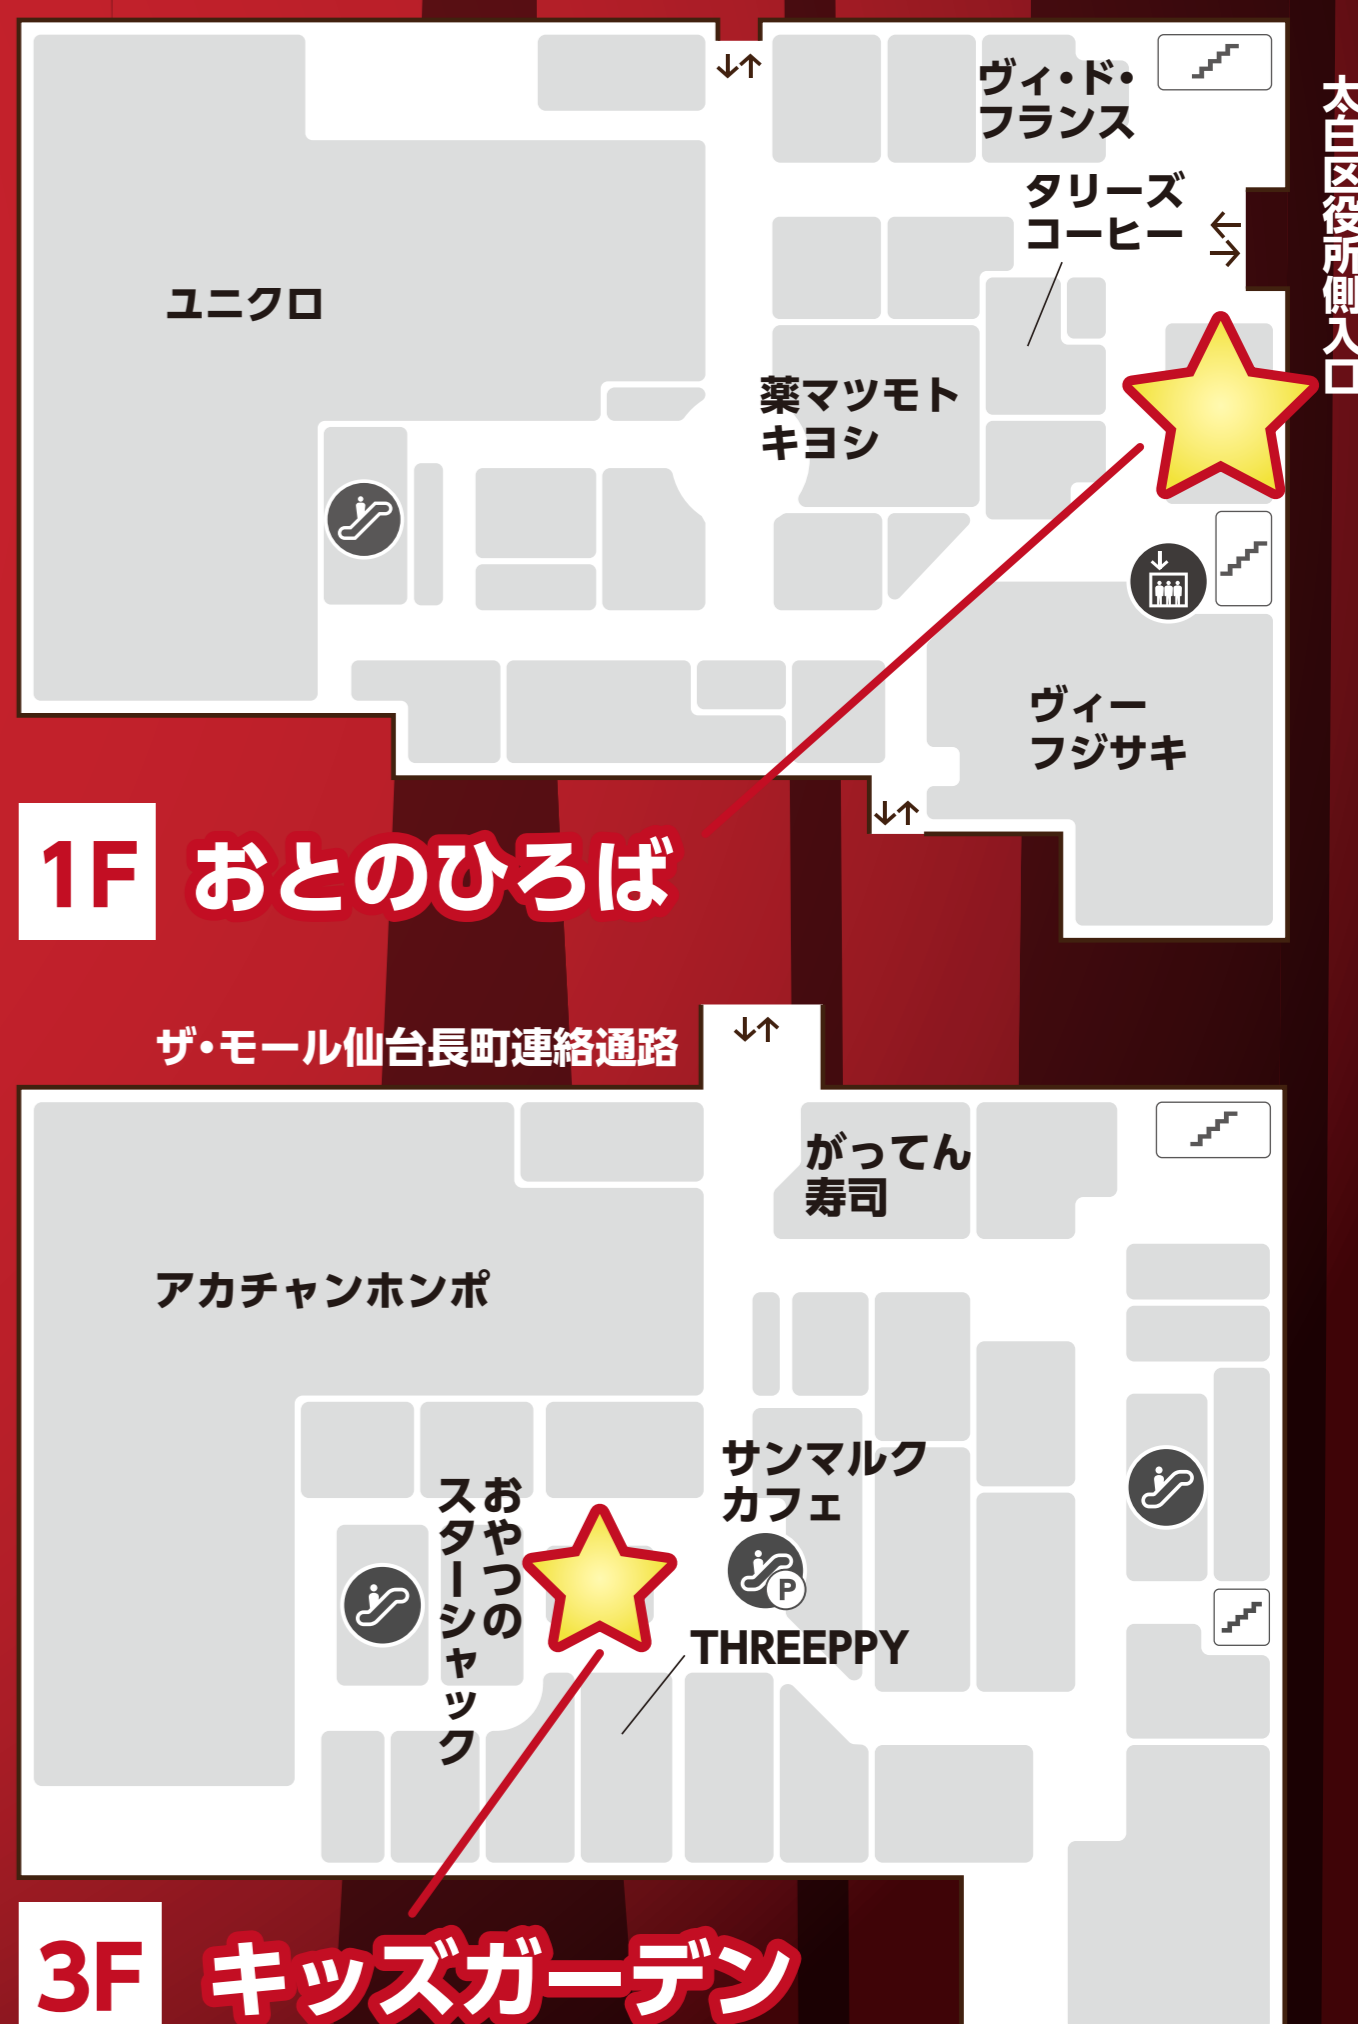 ヴィ・ド・
フランス
タリーズ
コーヒー
太白区役所側入口
ユニクロ
薬マツモト
キヨシ
ヴィー
フジサキ
1F おとのひろば
ザ・モール仙台長町連絡通路
がってん
寿司
アカチャンホンポ
サンマルク
カフェ
おやつの
スターシャック
P
THREEPPY
3F キッズガーデン